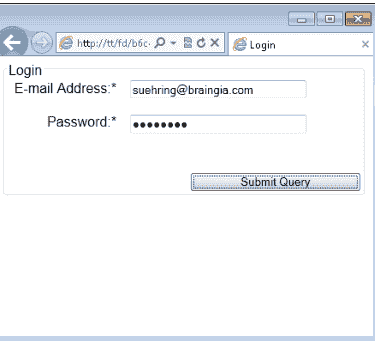 http://tt/fd/b6c
Login
Login
E-mail Address:*
suehring@braingia.com
Password:*
Submit Query